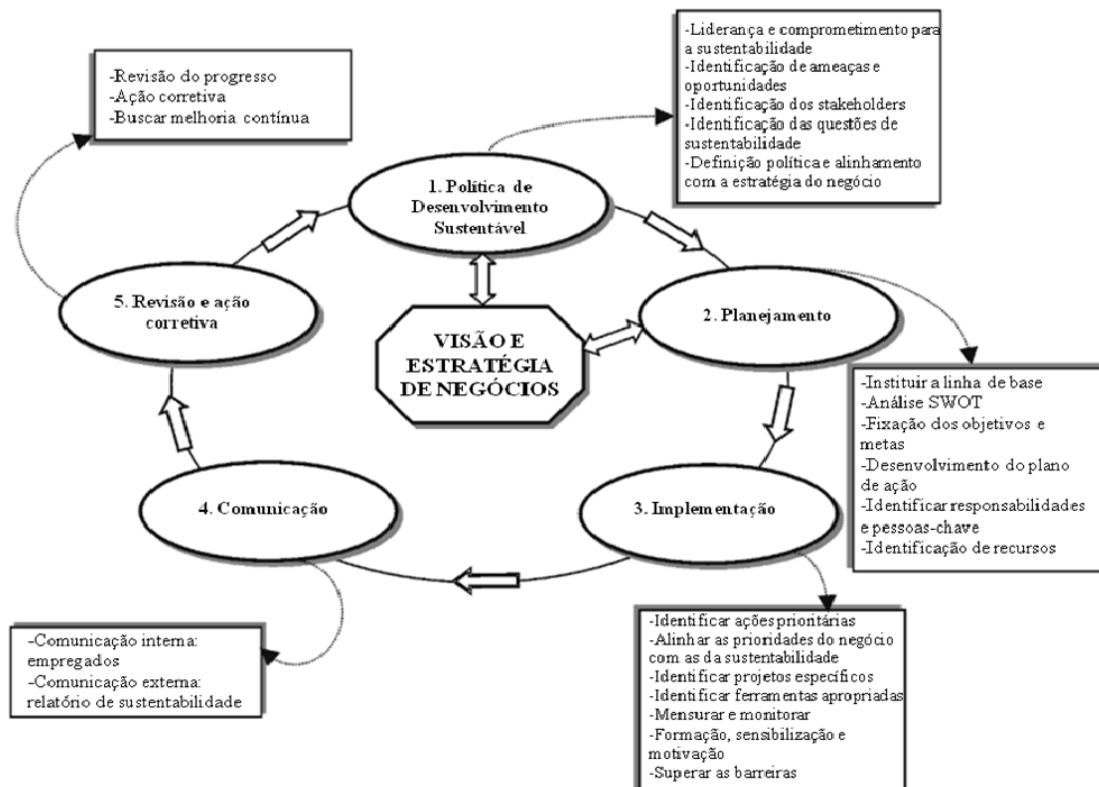 -Revisão do progresso
-Ação corretiva
-Buscar melhoria contínua
-Liderança e comprometimento para
a sustentabilidade
-Identificação de ameaças e
oportunidades
-Identificação dos stakeholders
-Identificação das questões de
sustentabilidade
-Definição política e alinhamento
com a estratégia do negócio
1. Política de
Desenvolvimento
Sustentável
5. Revisão e ação
corretiva
2. Planejamento
VISÃO E
ESTRATÉGIA
DE NEGÓCIOS
-Instituir a linha de base
-Análise SWOT
-Fixação dos objetivos e
metas
-Desenvolvimento do plano
de ação
-Identificar responsabilidades
e pessoas-chave
-Identificação de recursos
4. Comunicação
3. Implementação
-Comunicação interna:
empregados
-Comunicação externa:
relatório de sustentabilidade
-Identificar ações prioritárias
-Alinhar as prioridades do negócio
com as da sustentabilidade
-Identificar projetos específicos
-Identificar ferramentas apropriadas
-Mensurar e monitorar
-Formação, sensibilização e
motivação
-Superar as barreiras